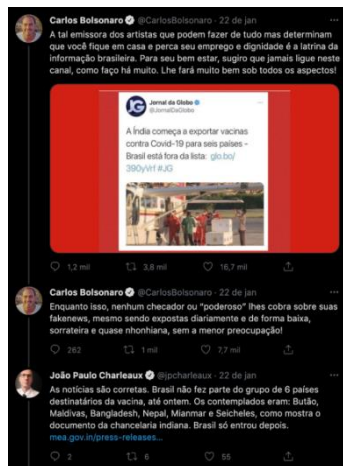 Carlos Bolsonaro @CarlosBolsonaro · 22 de jan
A tal emissora dos artistas que podem fazer de tudo mas determinam
que você fique em casa e perca seu emprego e dignidade é a latrina da
informação brasileira. Para seu bem estar, sugiro que jamais ligue neste
canal, como faço há muito. Lhe fará muito bem sob todos os aspectos!
JG
Jornal da Globo
@JornalDaGlobo
A Índia começa a exportar vacinas
contra Covid-19 para seis países -
Brasil está fora da lista: glo.bo/
390yVrf #JG
1,2 mil 3,8 mil 16,7 mil
Carlos Bolsonaro @CarlosBolsonaro · 22 de jan
Enquanto isso, nenhum checador ou “poderoso” lhes cobra sobre suas
fakenews, mesmo sendo expostas diariamente e de forma baixa,
sorrateira e quase nhonhiana, sem a menor preocupação!
262 1 mil 7,7 mil
João Paulo Charleaux @jpcharleaux · 22 de jan
As notícias são corretas. Brasil não fez parte do grupo de 6 países
destinatários da vacina, até ontem. Os contemplados eram: Butão,
Maldivas, Bangladesh, Nepal, Mianmar e Seicheles, como mostra o
documento da chancelaria indiana. Brasil só entrou depois.
mea.gov.in/press-releases...
2 6 55